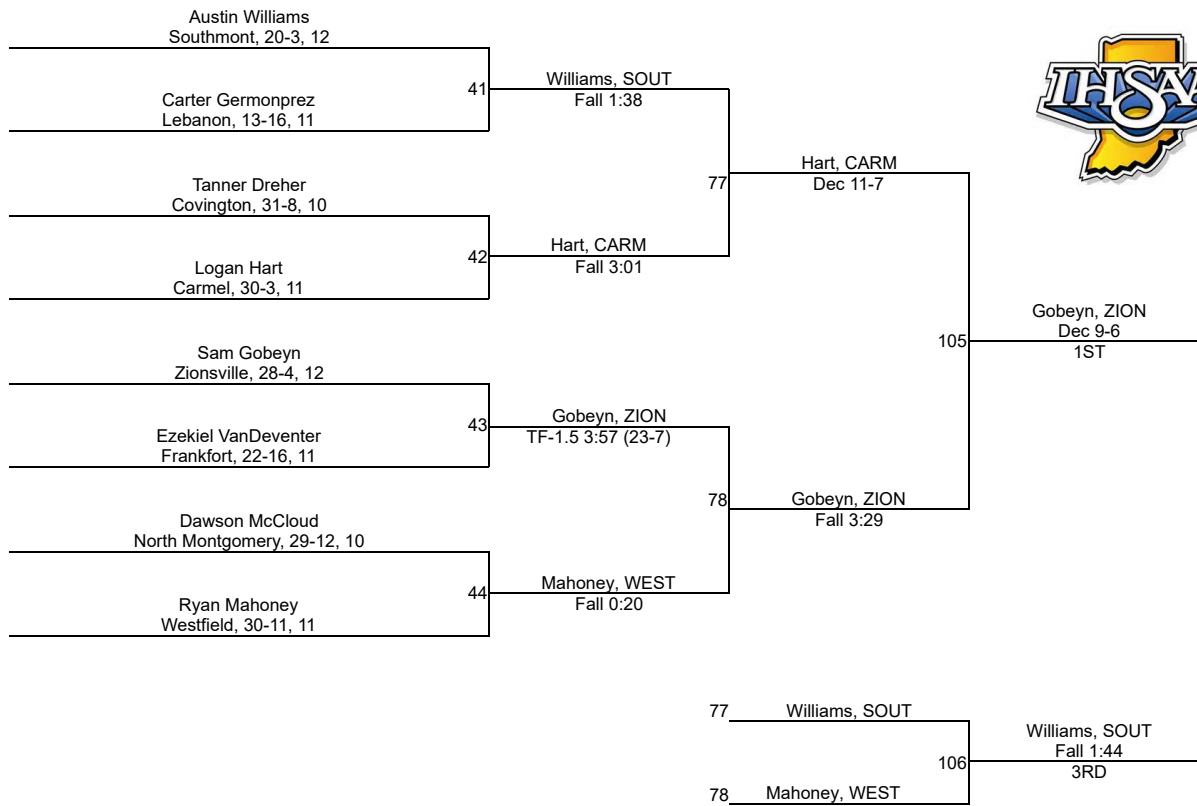 Austin Williams
Southmont, 20-3, 12
41
Carter Germonprez
Lebanon, 13-16, 11
Williams, SOUT
Fall 1:38
77
Tanner Dreher
Covington, 31-8, 10
42
Logan Hart
Carmel, 30-3, 11
Hart, CARM
Fall 3:01
Hart, CARM
Dec 11-7
105
Sam Gobeyn
Zionsville, 28-4, 12
43
Ezekiel VanDeventer
Frankfort, 22-16, 11
Gobeyn, ZION
TF-1.5 3:57 (23-7)
78
Dawson McCloud
North Montgomery, 29-12, 10
44
Ryan Mahoney
Westfield, 30-11, 11
Mahoney, WEST
Fall 0:20
Gobeyn, ZION
Fall 3:29
Gobeyn, ZION
Dec 9-6
1ST
77
Williams, SOUT
106
78
Mahoney, WEST
Williams, SOUT
Fall 1:44
3RD
IHSAA